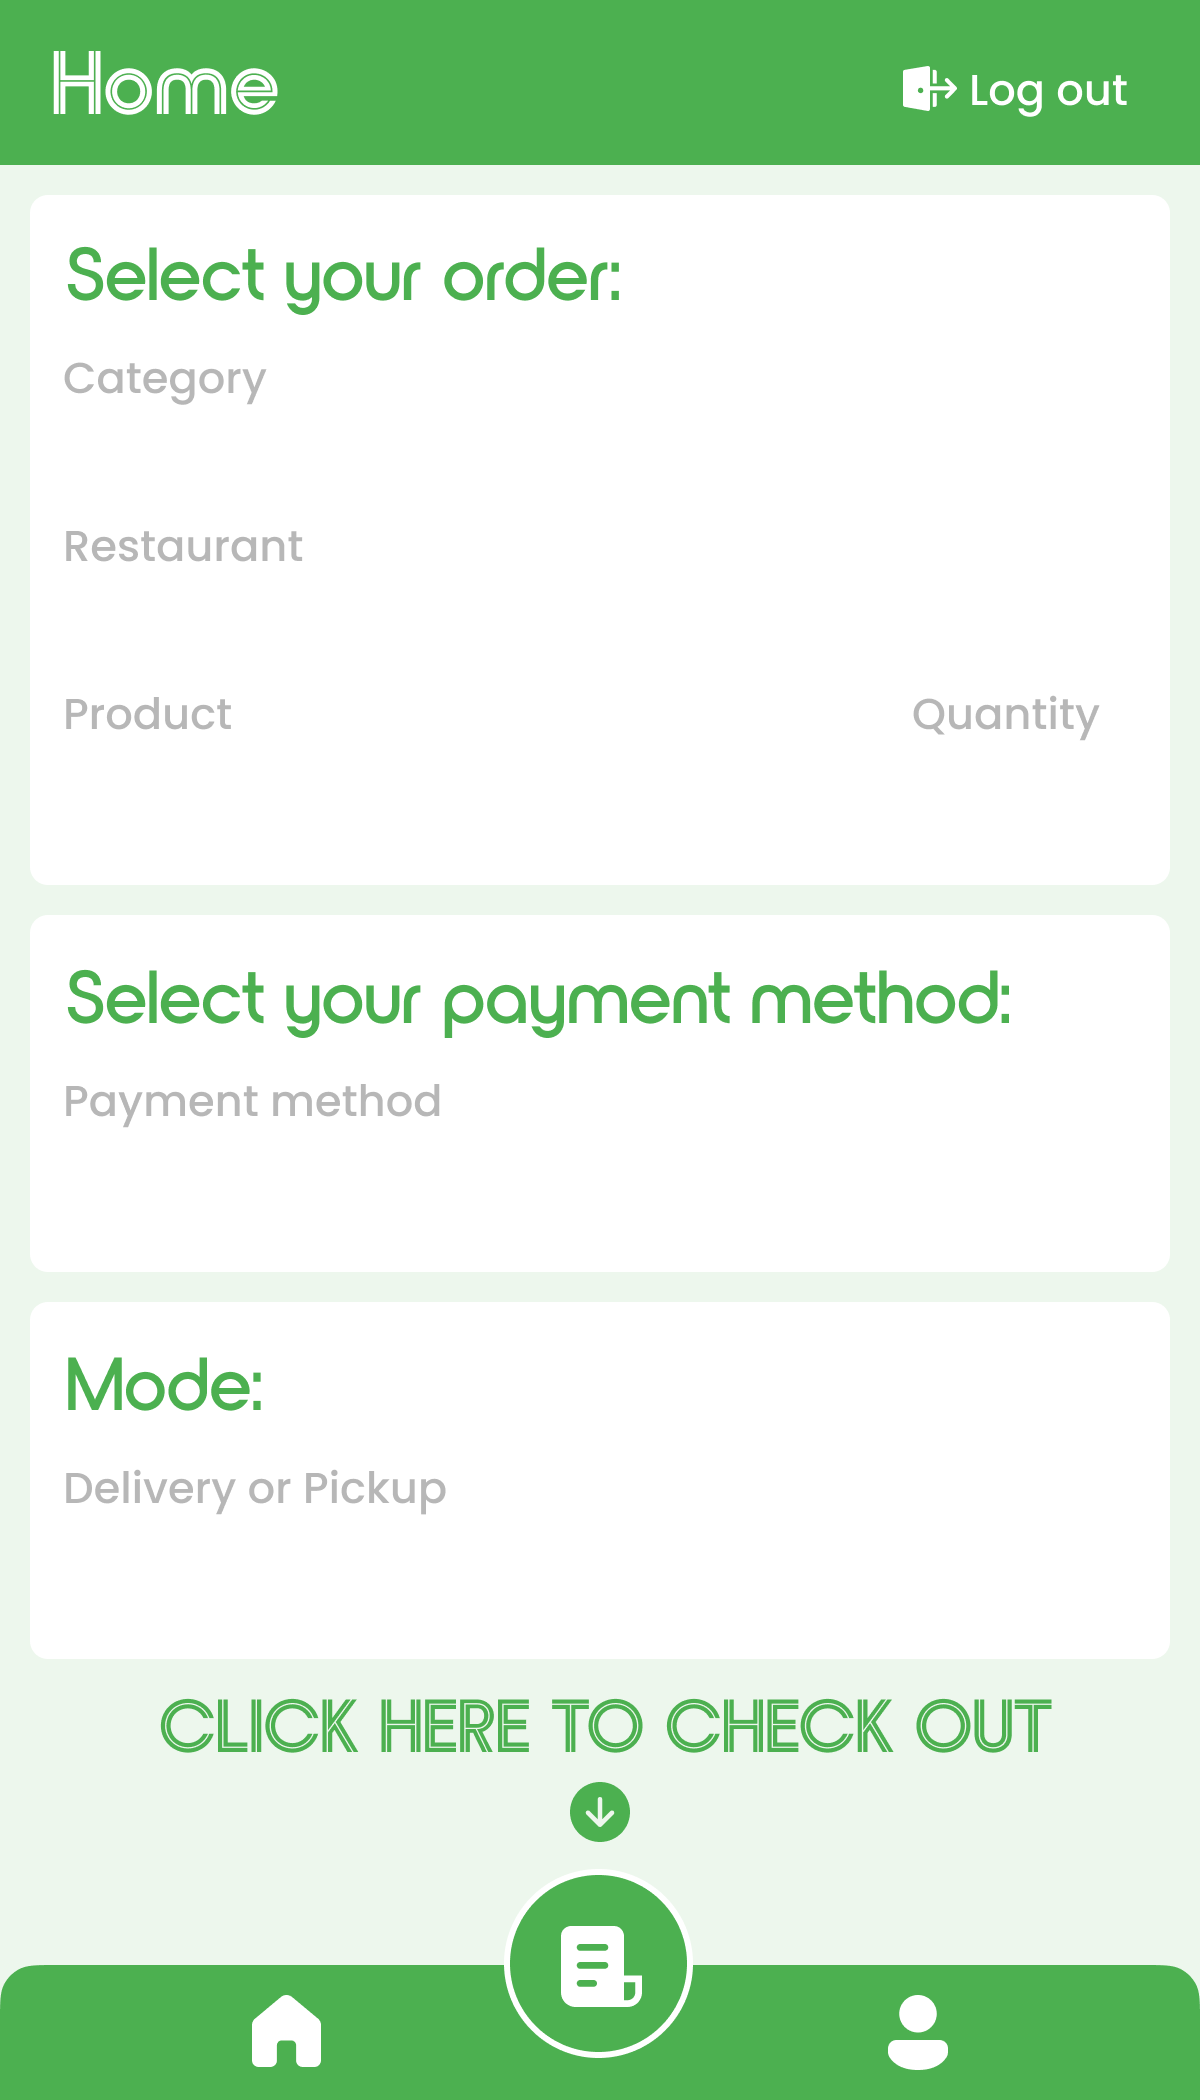 Home
Log out
Select your order:
Category
Restaurant
Product
Quantity
Select your payment method:
Payment method
Mode:
Delivery or Pickup
CLICK HERE TO CHECK OUT